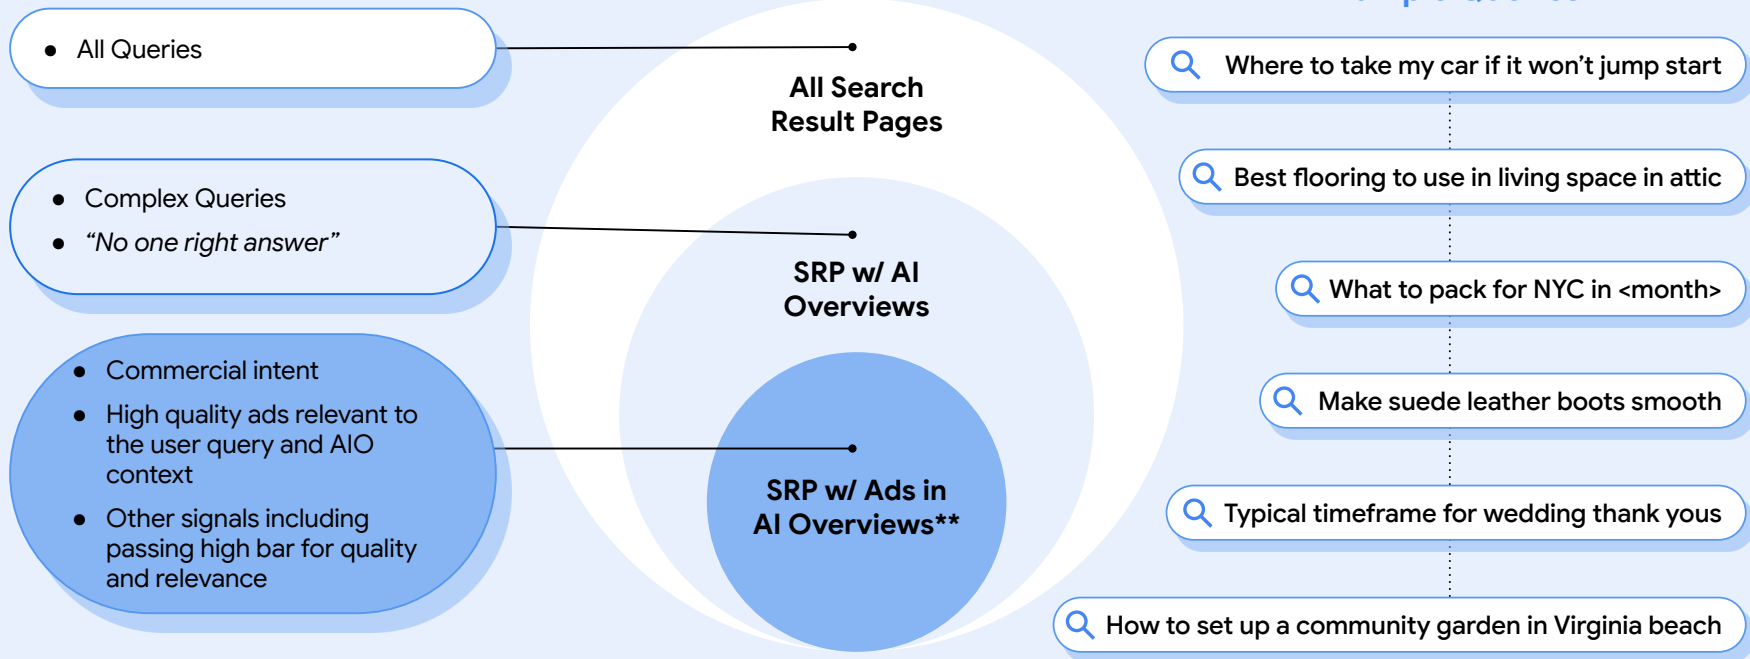 All Queries
Complex Queries
“No one right answer”
Commercial intent
High quality ads relevant to
the user query and AIO
context
Other signals including
passing high bar for quality
and relevance
All Search
Result Pages
SRP w/ AI
Overviews
SRP w/ Ads in
AI Overviews**
Where to take my car if it won’t jump start
Best flooring to use in living space in attic
What to pack for NYC in <month>
Make suede leather boots smooth
Typical timeframe for wedding thank yous
How to set up a community garden in Virginia beach